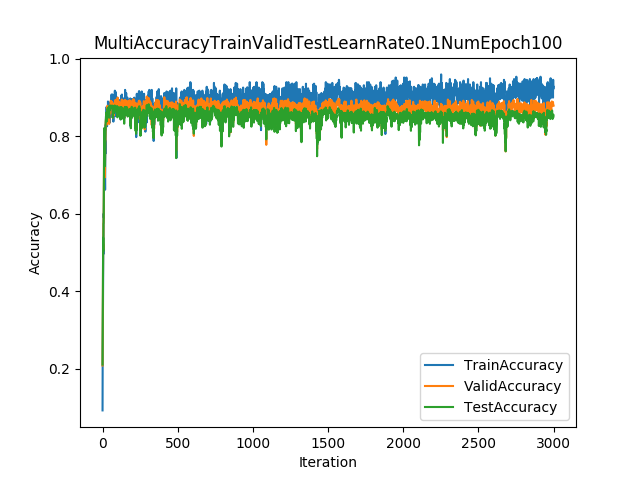 MultiAccuracyTrainValidTestLearnRate0.1NumEpoch100
1.0
0.8
0.6
0.4
0.2
Accuracy
0 500 1000 1500 2000 2500 3000
Iteration
TrainAccuracy
ValidAccuracy
TestAccuracy